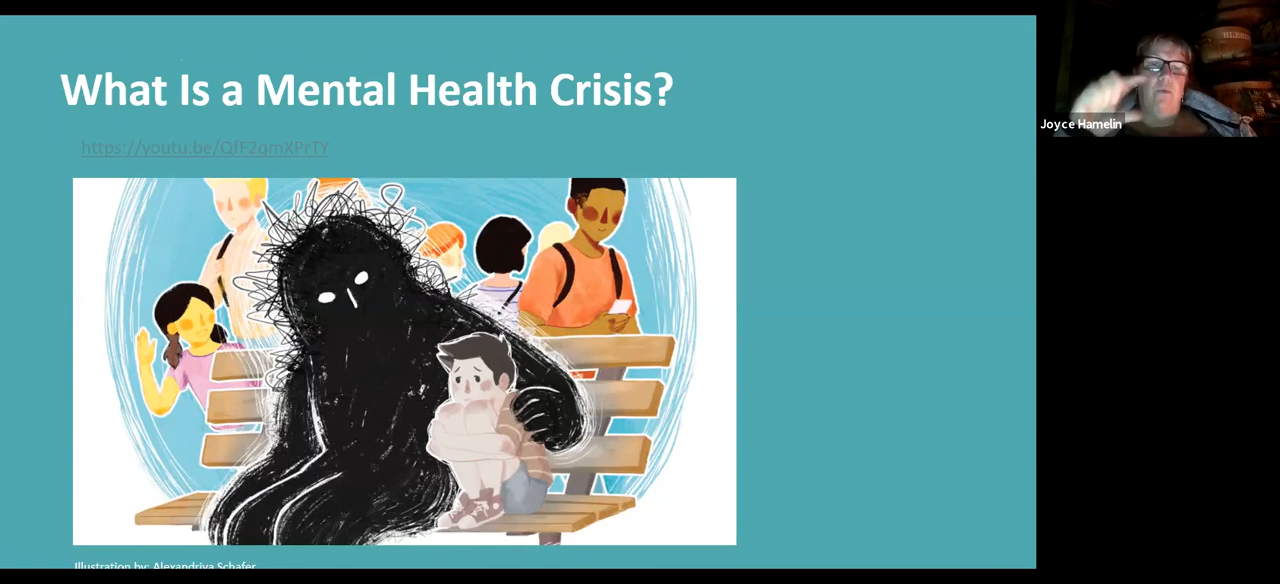 What Is a Mental Health Crisis?
https://youtu.be/QfF2qmXPrTY
Joyce Hamelin
Illustration by: Alexandriya Schafer